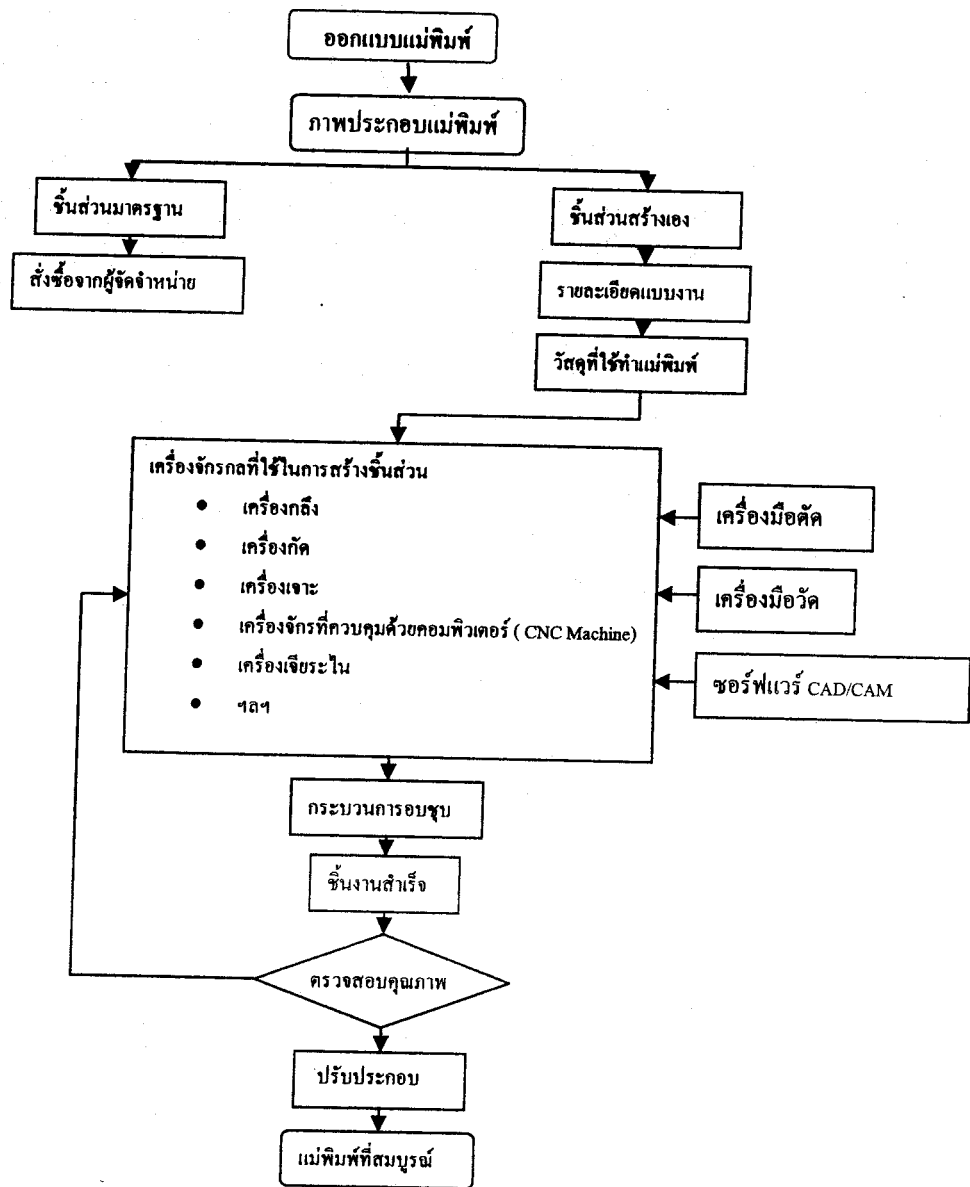 ออกแบบแม่พิมพ์
ภาพประกอบแม่พิมพ์
ชิ้นส่วนมาตรฐาน
สั่งซื้อจากผู้จัดจำหน่าย
ชิ้นส่วนสร้างเอง
รายละเอียดแบบงาน
วัสดุที่ใช้ทำแม่พิมพ์
เครื่องจักรกลที่ใช้ในการสร้างชิ้นส่วน
● เครื่องกลึง
● เครื่องกัด
● เครื่องเจาะ
● เครื่องจักรที่ควบคุมด้วยคอมพิวเตอร์ ( CNC Machine)
● เครื่องเจียระไน
● ฯลฯ
เครื่องมือตัด
เครื่องมือวัด
ซอร์ฟแวร์ CAD/CAM
กระบวนการอบชุบ
ชิ้นงานสำเร็จ
ตรวจสอบคุณภาพ
ปรับประกอบ
แม่พิมพ์ที่สมบูรณ์